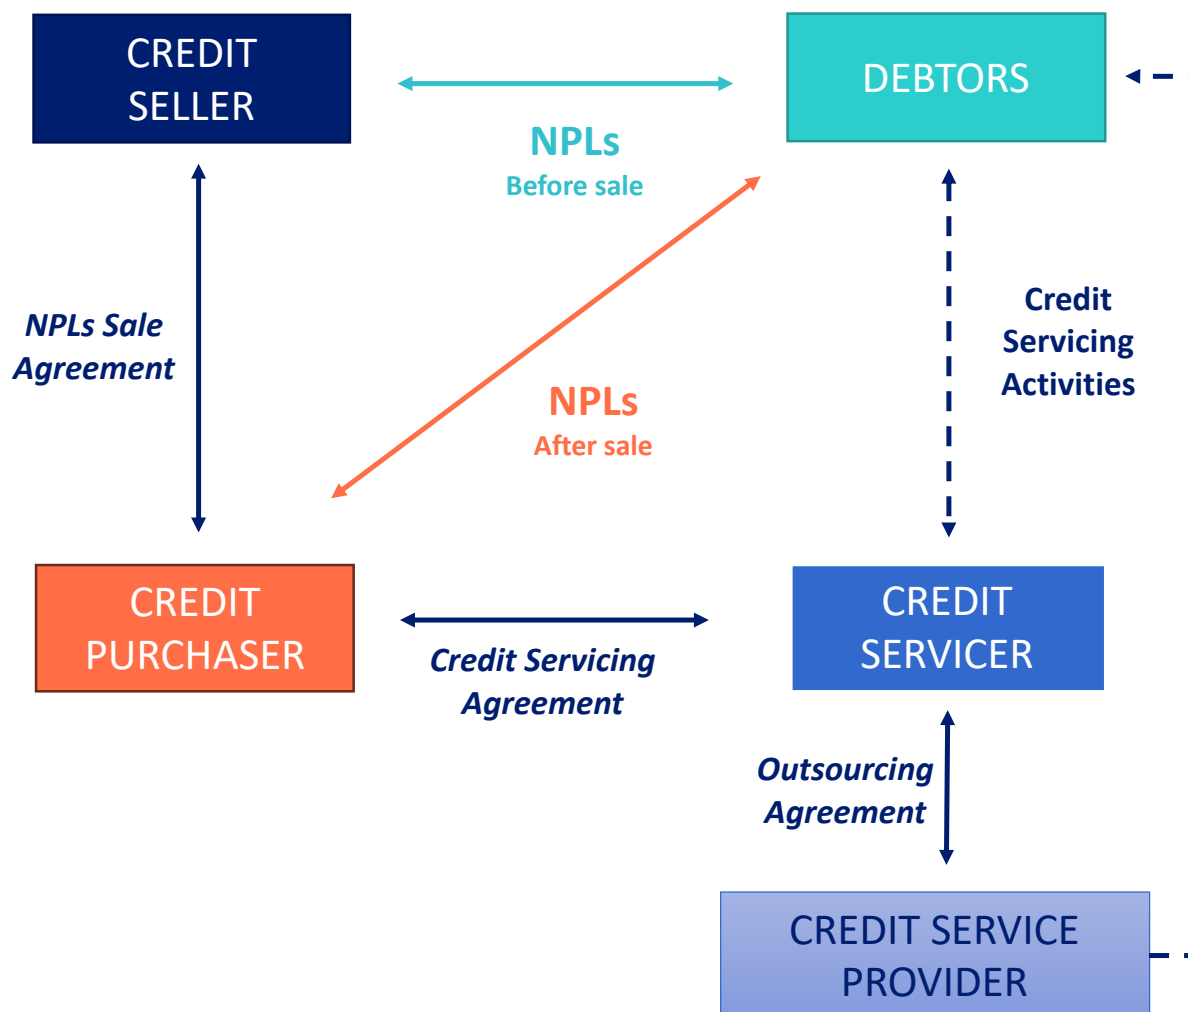 CREDIT
SELLER
DEBTORS
NPLs
Before sale
NPLs Sale
Agreement
Credit
Servicing
Activities
NPLs
After sale
CREDIT
PURCHASER
CREDIT
SERVICER
Credit Servicing
Agreement
Outsourcing
Agreement
CREDIT SERVICE
PROVIDER